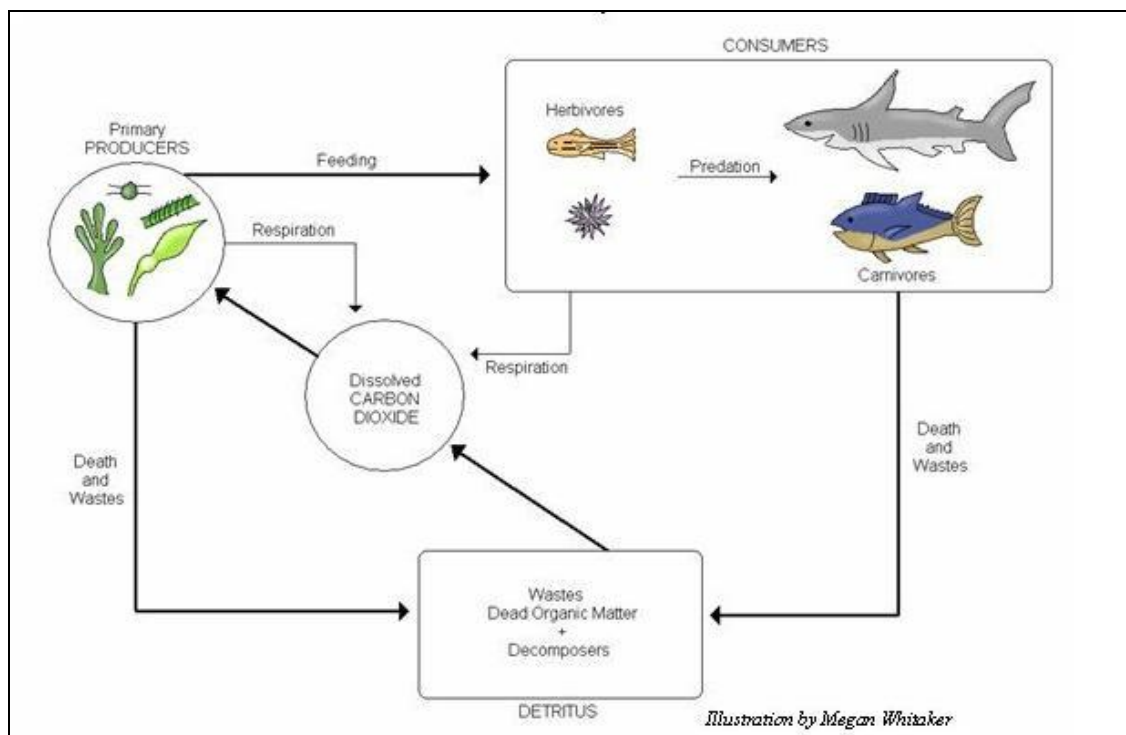 CONSUMERS
Primary
PRODUCERS
Herbivores
Feeding
Predation
Respiration
Carnivores
Respiration
Dissolved
CARBON
DIOXIDE
Death
and
Wastes
Death
and
Wastes
Wastes
Dead Organic Matter
+
Decomposers
DETRITUS
Illustration by Megan Whitaker